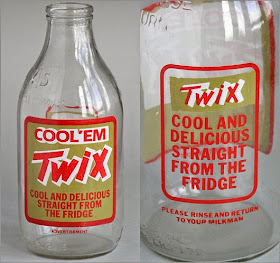 COOL'EM
TWIX
COOL AND DELICIOUS
STRAIGHT FROM
THE FRIDGE
ADVERTISEMENT
TWIX
COOL AND
DELICIOUS
STRAIGHT
FROM THE
FRIDGE
PLEASE RINSE AND RETURN
TO YOUR MILKMAN